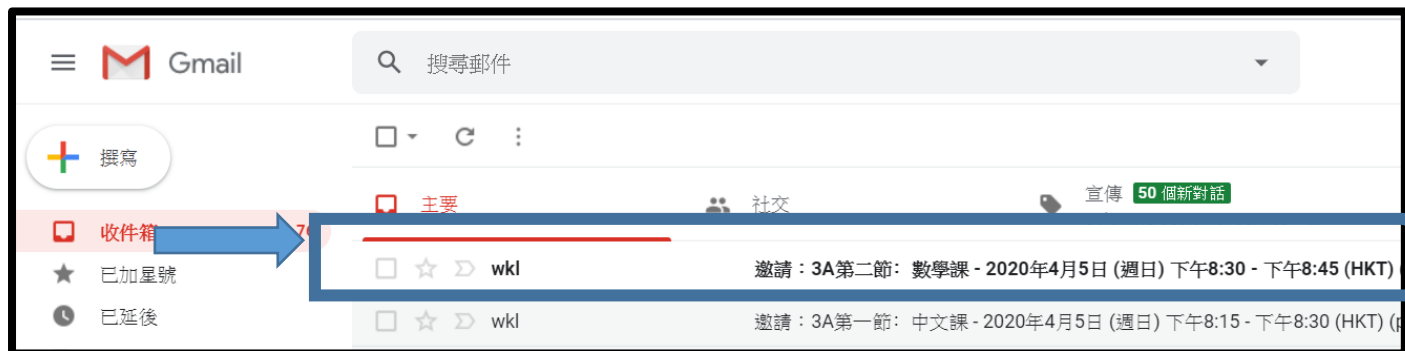 Gmail
搜尋郵件
撰寫
主要
社交
宣傳 50 個新對話
收件箱
wkl 邀請：3A第二節：數學課 - 2020年4月5日 (週日) 下午8:30 - 下午8:45 (HKT) (
已加星號
已延後
wkl 邀請：3A第一節：中文課 - 2020年4月5日 (週日) 下午8:15 - 下午8:30 (HKT) (p